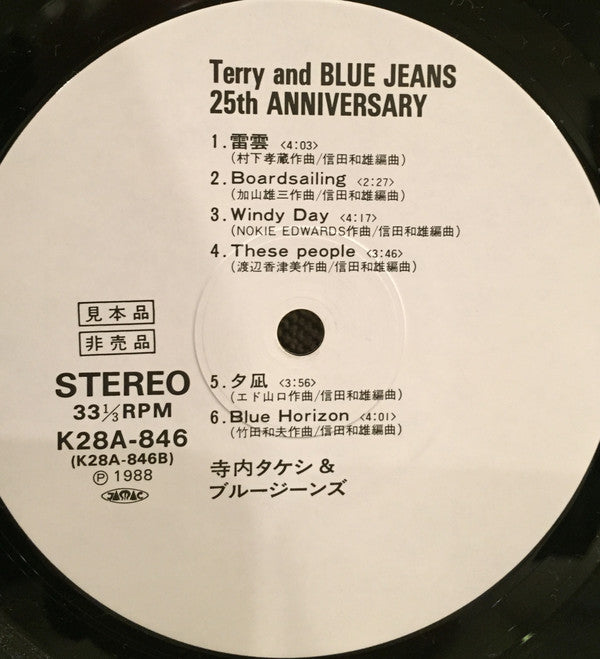 Terry and BLUE JEANS
25th ANNIVERSARY
1.雷雲 <4:03>
(村下孝蔵作曲/信田和雄編曲)
2.Boardsailing <2:27>
(加山雄三作曲/信田和雄編曲)
3.Windy Day <4:17>
(NOKIE EDWARDS作曲/信田和雄編曲)
4.These people <3:46>
(渡辺香津美作曲/信田和雄編曲)
見本品
非売品
STEREO
33 1/3 RPM
K28A-846
(K28A-846B)
Ⓟ 1988
JASRAC
5.夕凪 <3:56>
(エド山口作曲/信田和雄編曲)
6.Blue Horizon <4:01>
(竹田和夫作曲/信田和雄編曲)
寺内タケシ &
ブルージーンズ